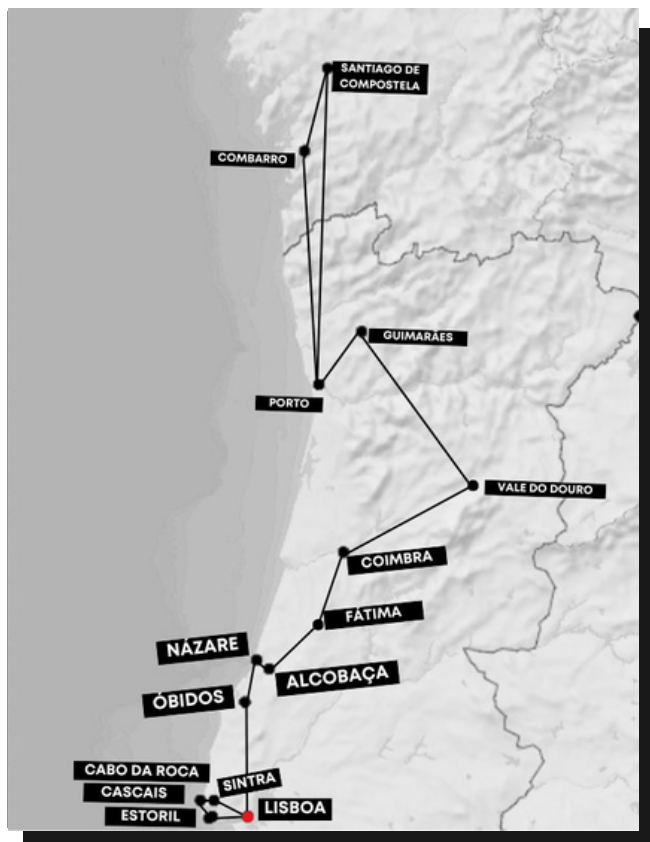 SANTIAGO DE
COMPOSTELA
COMBARRO
GUIMARÃES
PORTO
VALE DO DOURO
COIMBRA
FÁTIMA
NÁZARE
ALCOBAÇA
ÓBIDOS
CABO DA ROCA
SINTRA
CASCAIS
LISBOA
ESTORIL